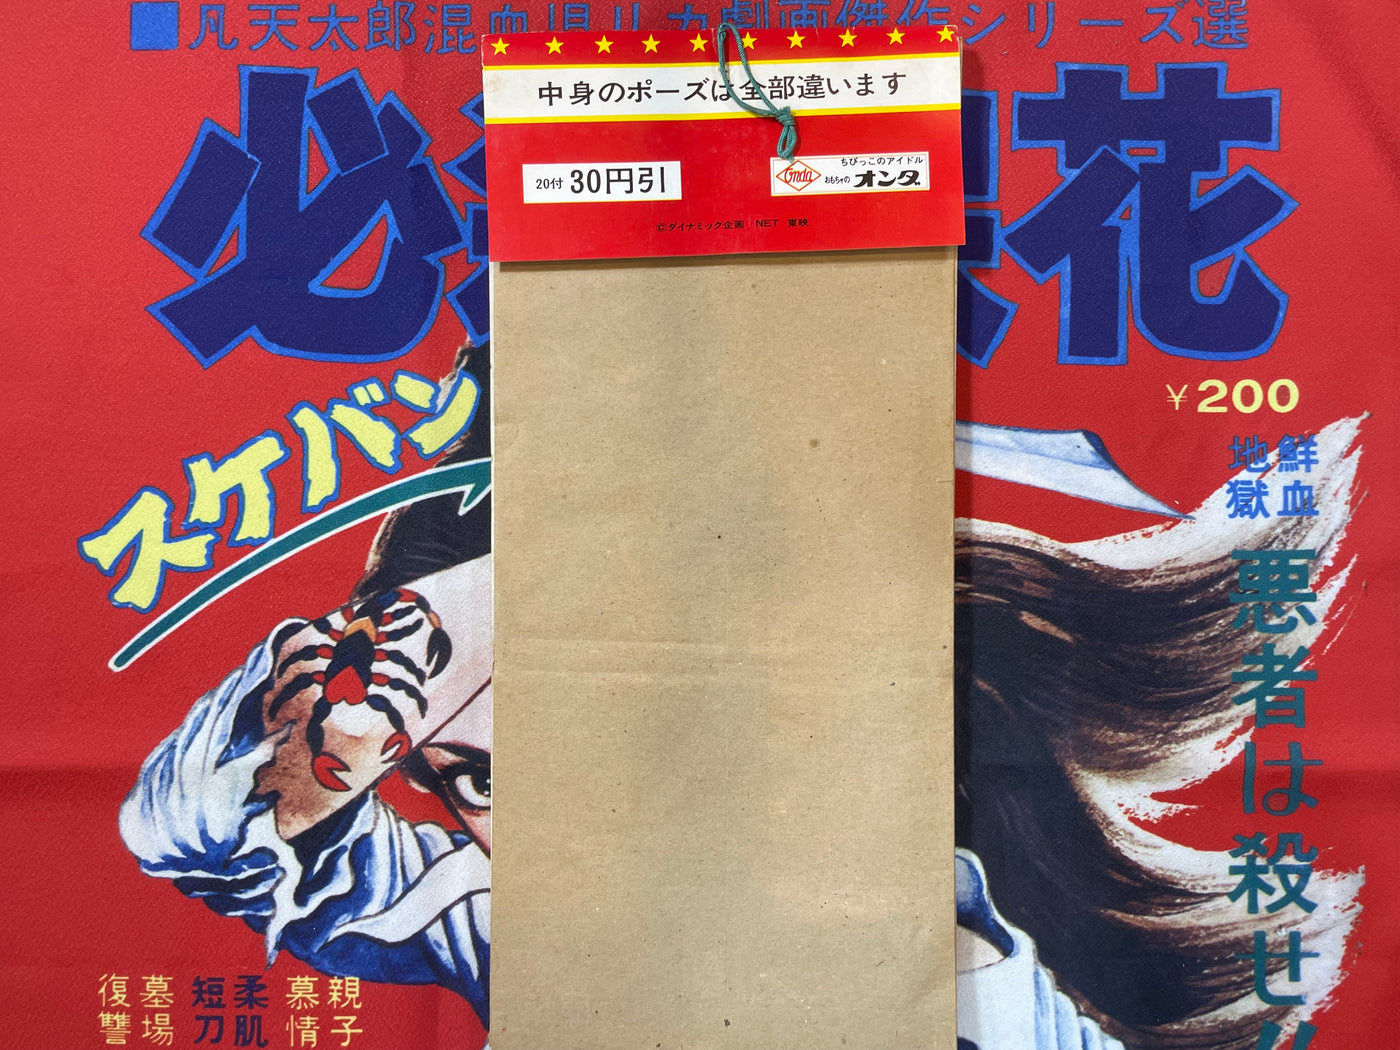 ■凡天太郎混血児リカ劇画傑作シリーズ選
中身のポーズは全部違います
20付 30円引
ちびっこのアイドル
Onda おもちゃの オンダ
©ダイナミック企画 NET 東映
必
花
スケバン
¥200
鮮血
地獄
悪者は殺せ!!
親子
慕情
柔肌
短刀
墓場
復讐